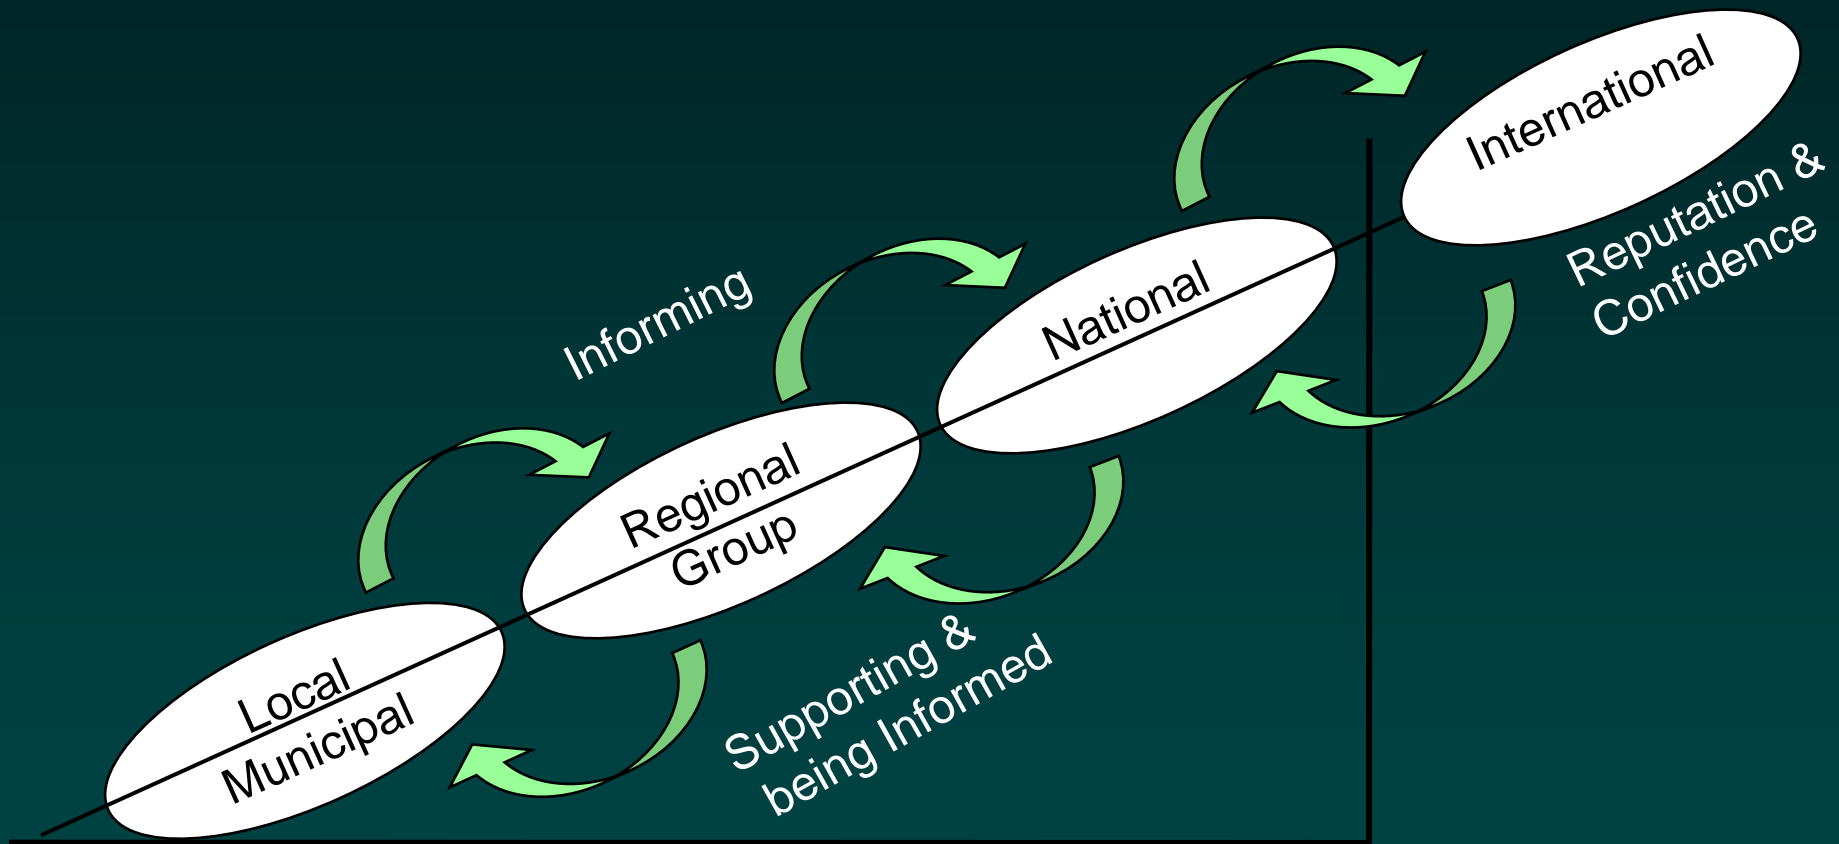 International
Reputation &
Confidence
National
Informing
Regional
Group
Supporting &
being Informed
Local
Municipal